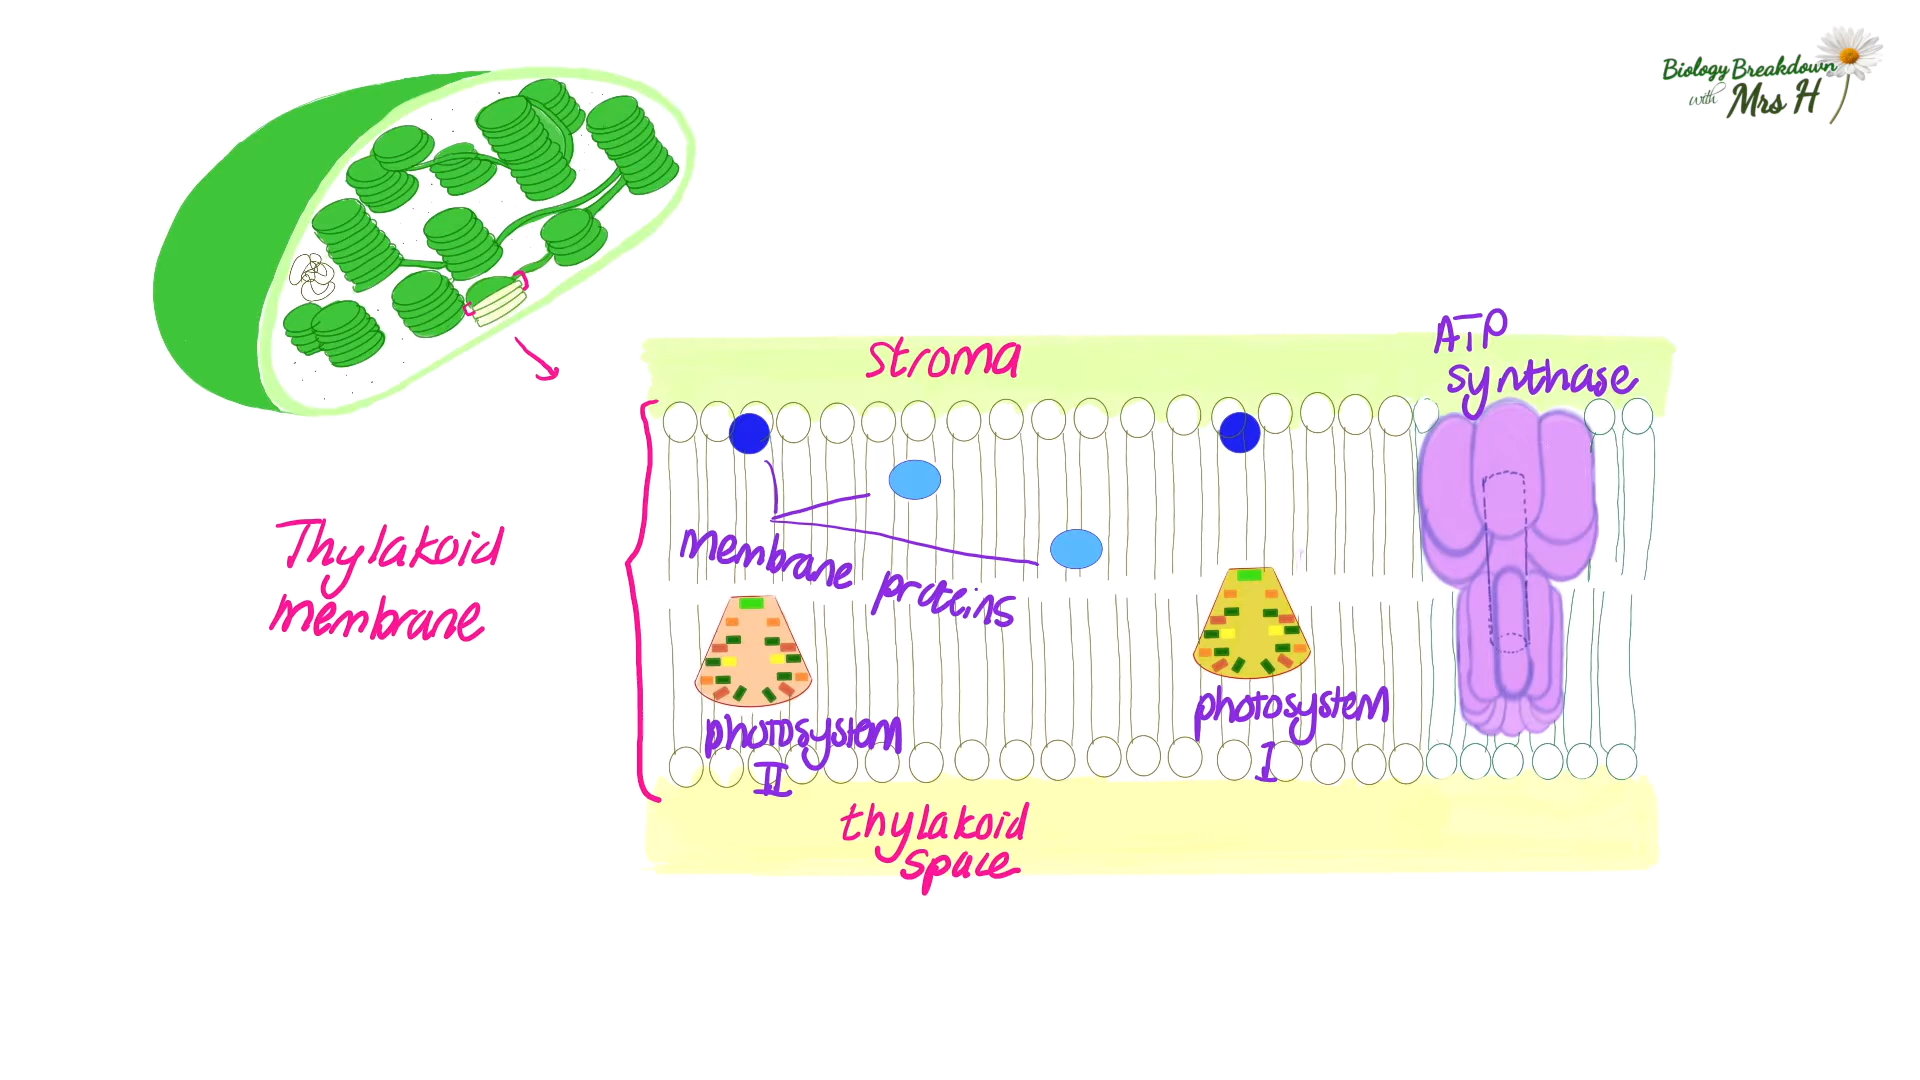 Biology Breakdown
with Mrs H
Stroma
ATP
synthase
Thylakoid
membrane
membrane proteins
photosystem
II
photosystem
I
thylakoid
space